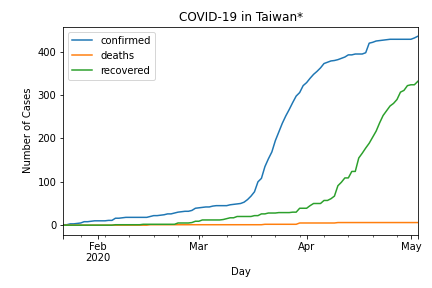 COVID-19 in Taiwan*
confirmed
deaths
recovered
Number of Cases
400
300
200
100
0
Feb
2020
Mar
Apr
May
Day